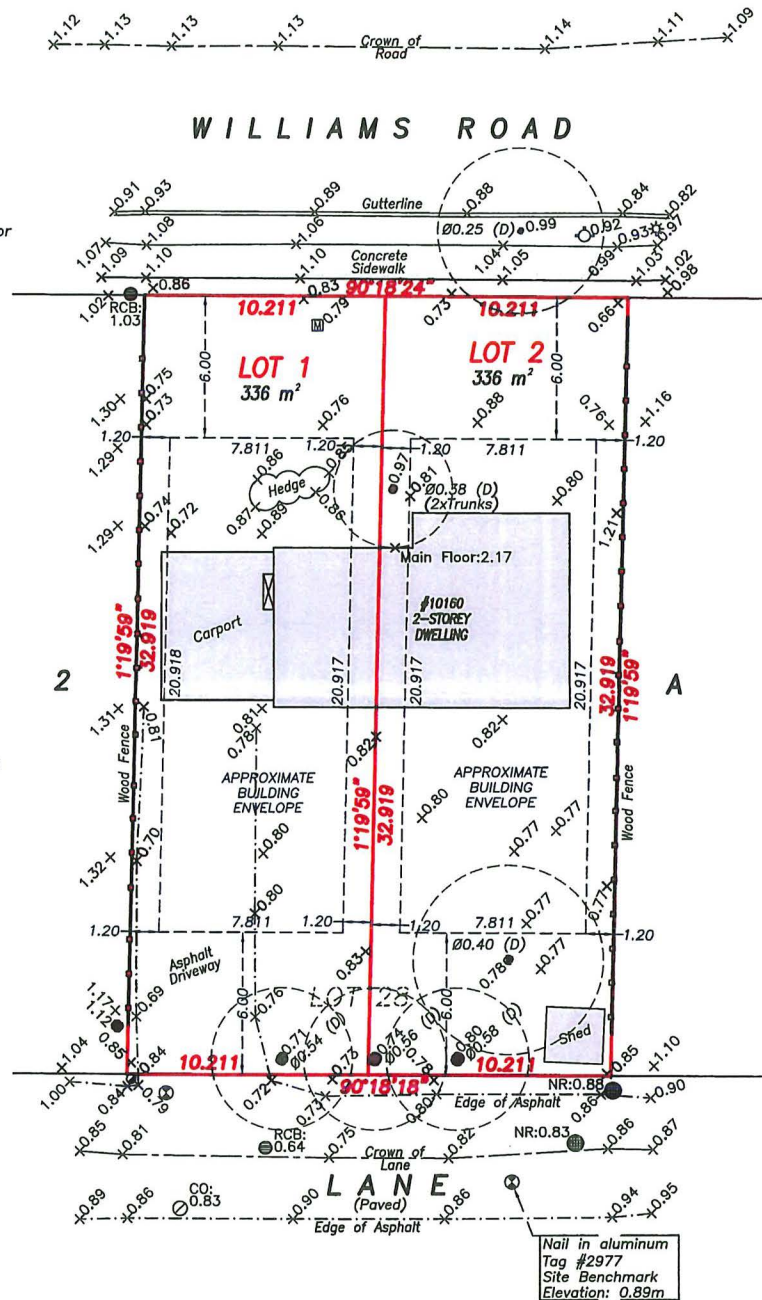 1.12
1.13
1.13
1.13
1.14
1.11
1.09
Crown of
Road
WILLIAMS ROAD
0.91
0.93
0.89
0.88
0.84
0.82
Gutterline
or
Ø0.25 (D)
0.99
0.92
0.93
0.97
1.07
1.08
1.06
1.04
0.99
Concrete
Sidewalk
1.09
1.10
1.10
1.05
1.03
1.02
0.98
1.02
0.86
0.83
90°18'24"
0.73
0.66
RCB:
1.03
10.211
0.79
10.211
M
LOT 1
336 m²
LOT 2
336 m²
6.00
6.00
1.30
0.75
0.73
0.76
0.88
0.76
1.16
1.20
7.811
1.20
1.20
7.811
1.20
1.29
0.86
0.85
0.97
0.81
Hedge
Ø0.38 (D)
(2xTrunks)
0.80
0.87
0.89
0.86
1.29
0.74
0.72
1.21
Main Floor:2.17
#10160
2-STOREY
DWELLING
Carport
1°19'59"
32.919
20.918
20.917
20.917
20.917
32.919
1°19'59"
2
A
1.31
0.81
0.81
0.78
0.82
0.82
Wood Fence
APPROXIMATE
BUILDING
ENVELOPE
APPROXIMATE
BUILDING
ENVELOPE
1°19'59"
32.919
Wood Fence
0.80
0.77
0.77
1.32
0.70
0.80
0.80
0.77
0.77
1.20
7.811
1.20
1.20
7.811
1.20
Ø0.40 (D)
0.83
0.78
0.77
Asphalt
Driveway
6.00
6.00
1.17
1.12
0.69
0.76
0.71
Ø0.54 (D)
0.74
Ø0.56 (D)
0.80
Ø0.58 (D)
Shed
1.04
0.85
0.84
10.211
0.73
0.78
10.211
0.85
1.10
1.00
0.84
0.79
0.72
0.73
90°18'18"
0.80
Edge of Asphalt
NR:0.88
0.86
0.90
0.85
0.81
RCB:
0.64
0.75
Crown of
Lane
0.82
NR:0.83
0.86
0.87
LANE
(Paved)
CO:
0.83
0.89
0.86
0.90
0.86
0.94
0.95
Edge of Asphalt
Nail in aluminum
Tag #2977
Site Benchmark
Elevation: 0.89m